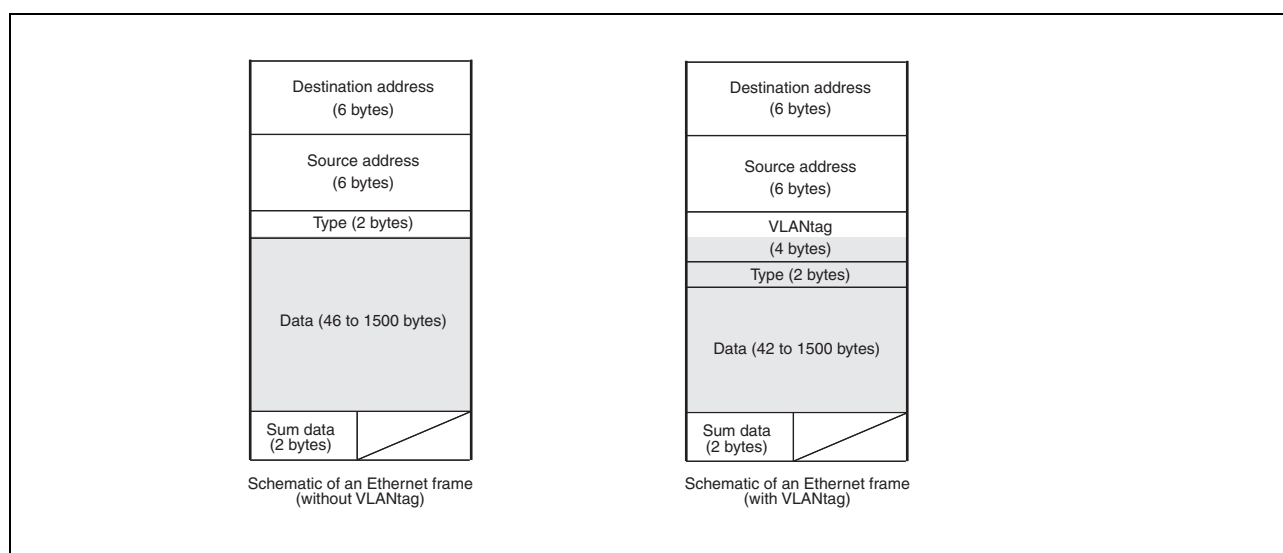 Destination address
(6 bytes)
Source address
(6 bytes)
Type (2 bytes)
Data (46 to 1500 bytes)
Sum data
(2 bytes)
Schematic of an Ethernet frame
(without VLANtag)
Destination address
(6 bytes)
Source address
(6 bytes)
VLANtag
(4 bytes)
Type (2 bytes)
Data (42 to 1500 bytes)
Sum data
(2 bytes)
Schematic of an Ethernet frame
(with VLANtag)